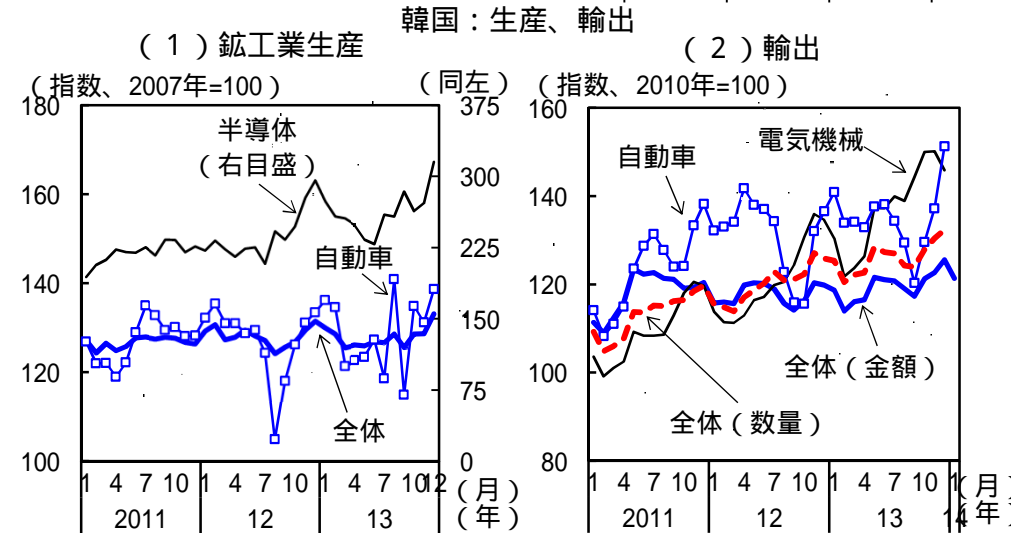 韓国：生産、輸出
（1）鉱工業生産
（指数、2007年=100）
（同左）
180
160
140
120
100
375
300
225
150
75
0
半導体
（右目盛）
自動車
全体
1 4 7 10 1 4 7 10 1 4 7 10 12
（月）
2011 12 13
（年）
（2）輸出
（指数、2010年=100）
160
140
120
100
80
自動車
電気機械
全体（金額）
全体（数量）
1 4 7 10 1 4 7 10 1 4 7 10 1
（月）
2011 12 13 14
（年）